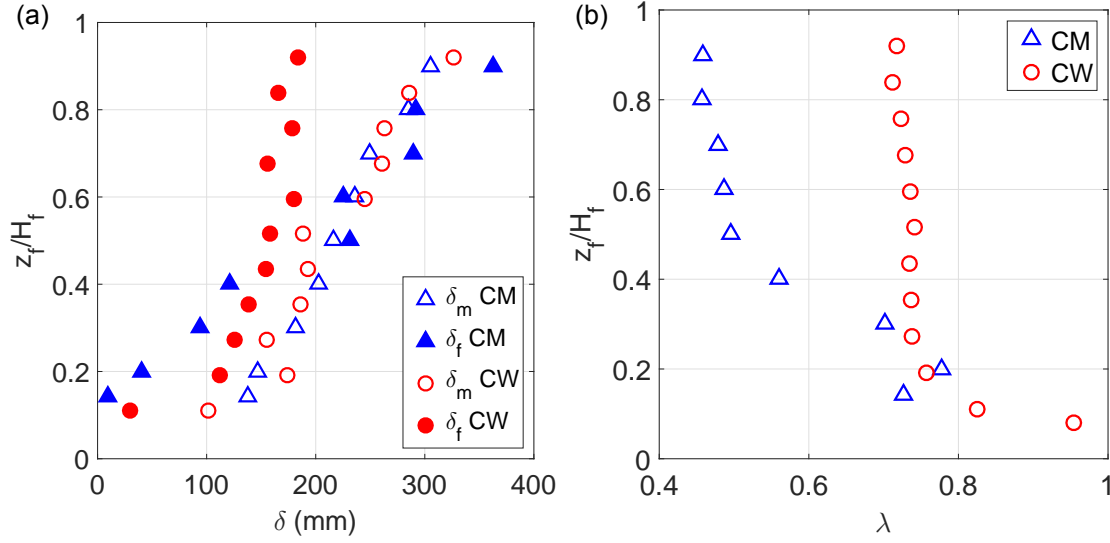 (a)
1
0.8
0.6
0.4
0.2
0
z_f/H_f
0 100 200 300 400
δ (mm)
δ_m CM
δ_f CM
δ_m CW
δ_f CW
(b)
1
0.8
0.6
0.4
0.2
0
z_f/H_f
0.4 0.6 0.8 1
λ
CM
CW